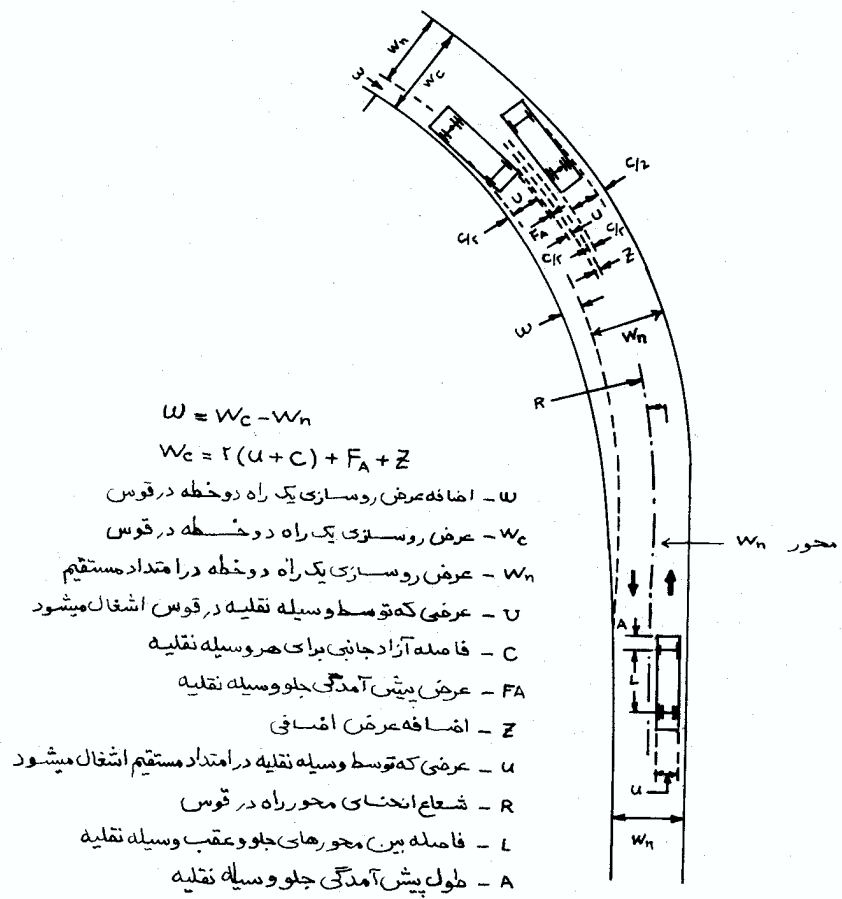 Wn
Wc
ω
C/2
U
U
FA
C/۲
C/۲
C/۲
Z
ω
Wn
R
ω = Wc - Wn
Wc = ۲(u + C) + FA + Z
W - اضافه عرض روسازی یک راه دوخطه در قوس
Wc - عرض روسازی یک راه دوخطه در قوس
Wn - عرض روسازی یک راه دوخطه در امتداد مستقیم
U - عرضی که توسط وسیله نقلیه در قوس اشغال میشود
C - فاصله آزاد جانبی برای هر وسیله نقلیه
FA - عرض پیش آمدگی جلو وسیله نقلیه
Z - اضافه عرض اضافی
u - عرضی که توسط وسیله نقلیه در امتداد مستقیم اشغال میشود
R - شعاع انحنای محور راه در قوس
L - فاصله بین محورهای جلو و عقب وسیله نقلیه
A - طول پیش آمدگی جلو وسیله نقلیه
محور Wn
A
L
u
Wn